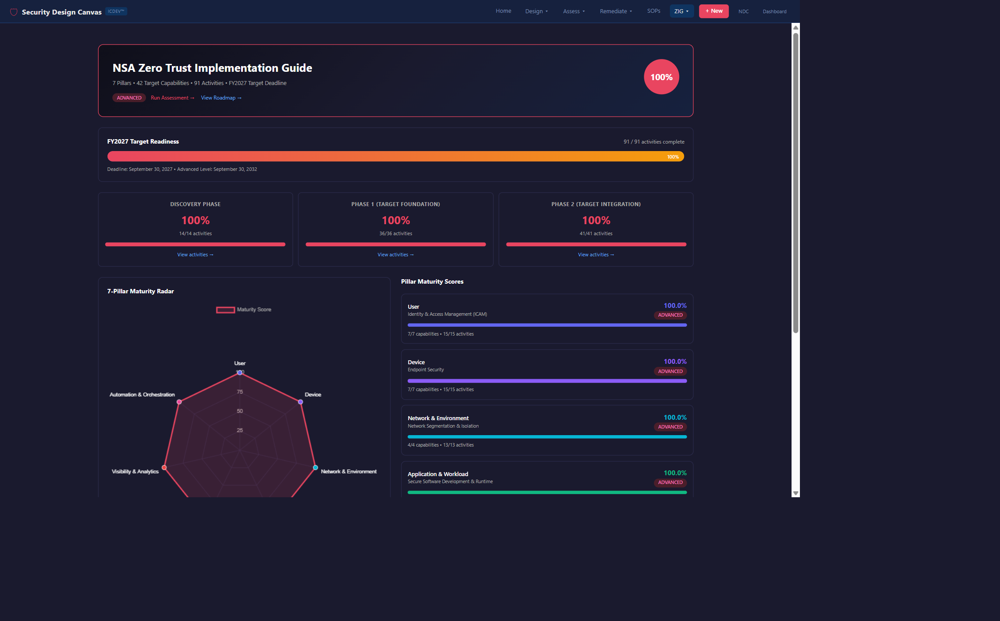 Security Design Canvas ICDEV™
Home Design Assess Remediate SOPs ZIG + New NDC Dashboard
NSA Zero Trust Implementation Guide
7 Pillars • 42 Target Capabilities • 91 Activities • FY2027 Target Deadline
ADVANCED Run Assessment → View Roadmap →
100%
FY2027 Target Readiness
91 / 91 activities complete
100%
Deadline: September 30, 2027 • Advanced Level: September 30, 2032
DISCOVERY PHASE
100%
14/14 activities
View activities →
PHASE 1 (TARGET FOUNDATION)
100%
36/36 activities
View activities →
PHASE 2 (TARGET INTEGRATION)
100%
41/41 activities
View activities →
7-Pillar Maturity Radar
Maturity Score
User
100
75
50
25
Device
Network & Environment
Visibility & Analytics
Automation & Orchestration
Pillar Maturity Scores
User
Identity & Access Management (ICAM)
100.0%
ADVANCED
7/7 capabilities • 15/15 activities
Device
Endpoint Security
100.0%
ADVANCED
7/7 capabilities • 15/15 activities
Network & Environment
Network Segmentation & Isolation
100.0%
ADVANCED
4/4 capabilities • 13/13 activities
Application & Workload
Secure Software Development & Runtime
100.0%
ADVANCED